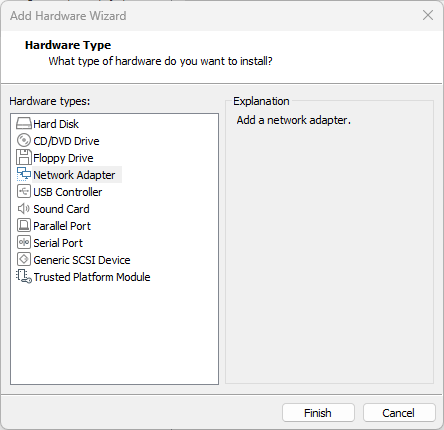 Add Hardware Wizard
Hardware Type
What type of hardware do you want to install?
Hardware types:
Hard Disk
CD/DVD Drive
Floppy Drive
Network Adapter
USB Controller
Sound Card
Parallel Port
Serial Port
Generic SCSI Device
Trusted Platform Module
Explanation
Add a network adapter.
Finish
Cancel